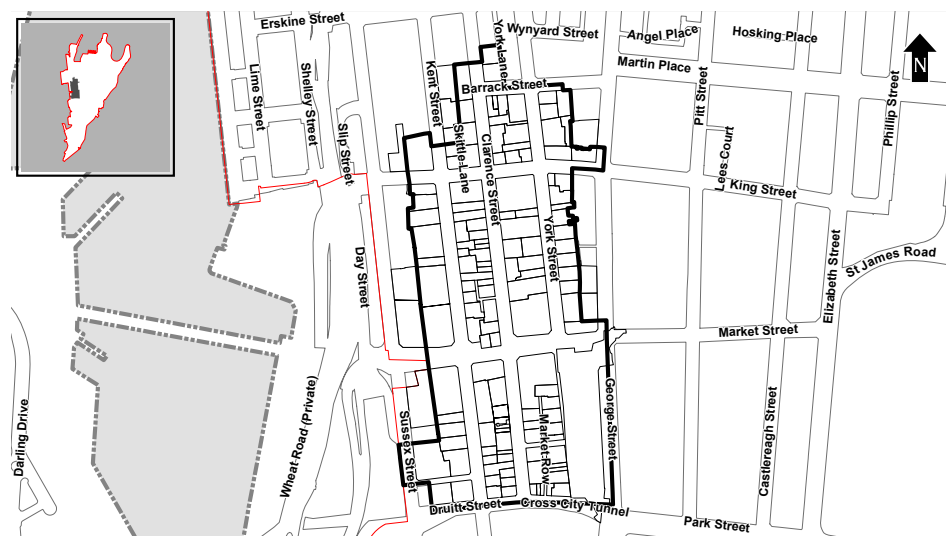 Erskine Street
York Lane
Wynyard Street
Angel Place
Hosking Place
N
Martin Place
Lime Street
Shelley Street
Kent Street
Barrack Street
Pitt Street
Phillip Street
Slip Street
Skittle Lane
Clarence Street
Lees Court
King Street
Day Street
York Street
Elizabeth Street
St James Road
Market Street
Darling Drive
Wheat Road (Private)
Sussex Street
Market Row
George Street
Castlereagh Street
Druitt Street
Cross City Tunnel
Park Street